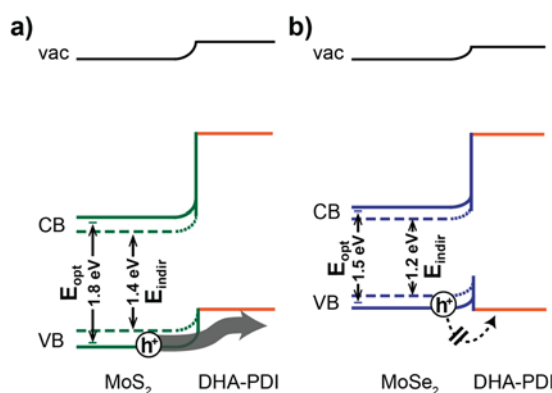 a)
vac
CB
E_opt
1.8 eV
1.4 eV
E_indir
VB
h⁺
MoS₂
DHA-PDI
b)
vac
CB
E_opt
1.5 eV
1.2 eV
E_indir
VB
h⁺
MoSe₂
DHA-PDI